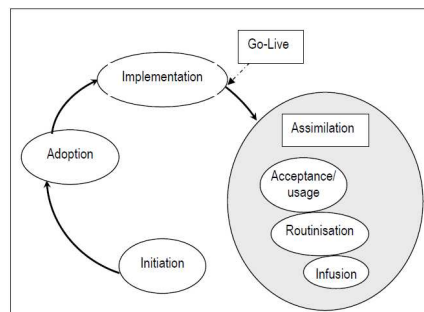 Go-Live
Implementation
Assimilation
Adoption
Acceptance/
usage
Routinisation
Initiation
Infusion